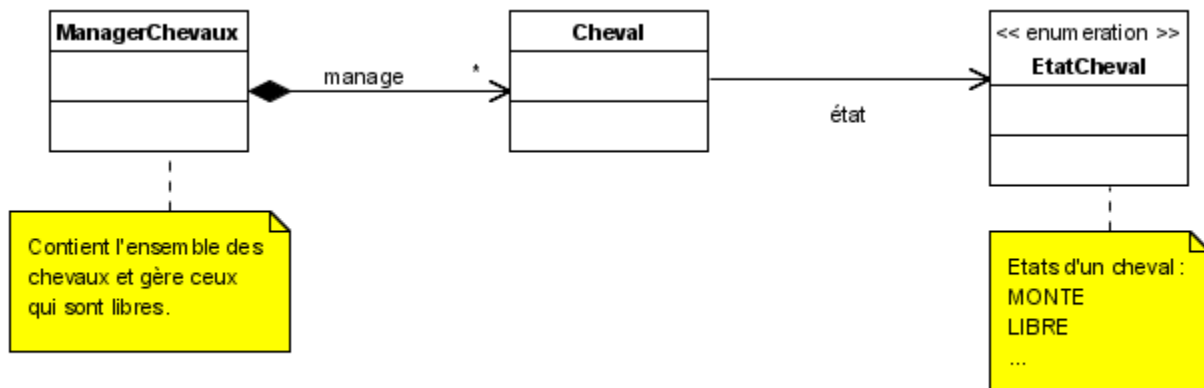 ManagerChevaux
manage
*
Cheval
état
<< enumeration >>
EtatCheval
Contient l'ensemble des
chevaux et gère ceux
qui sont libres.
Etats d'un cheval :
MONTE
LIBRE
...